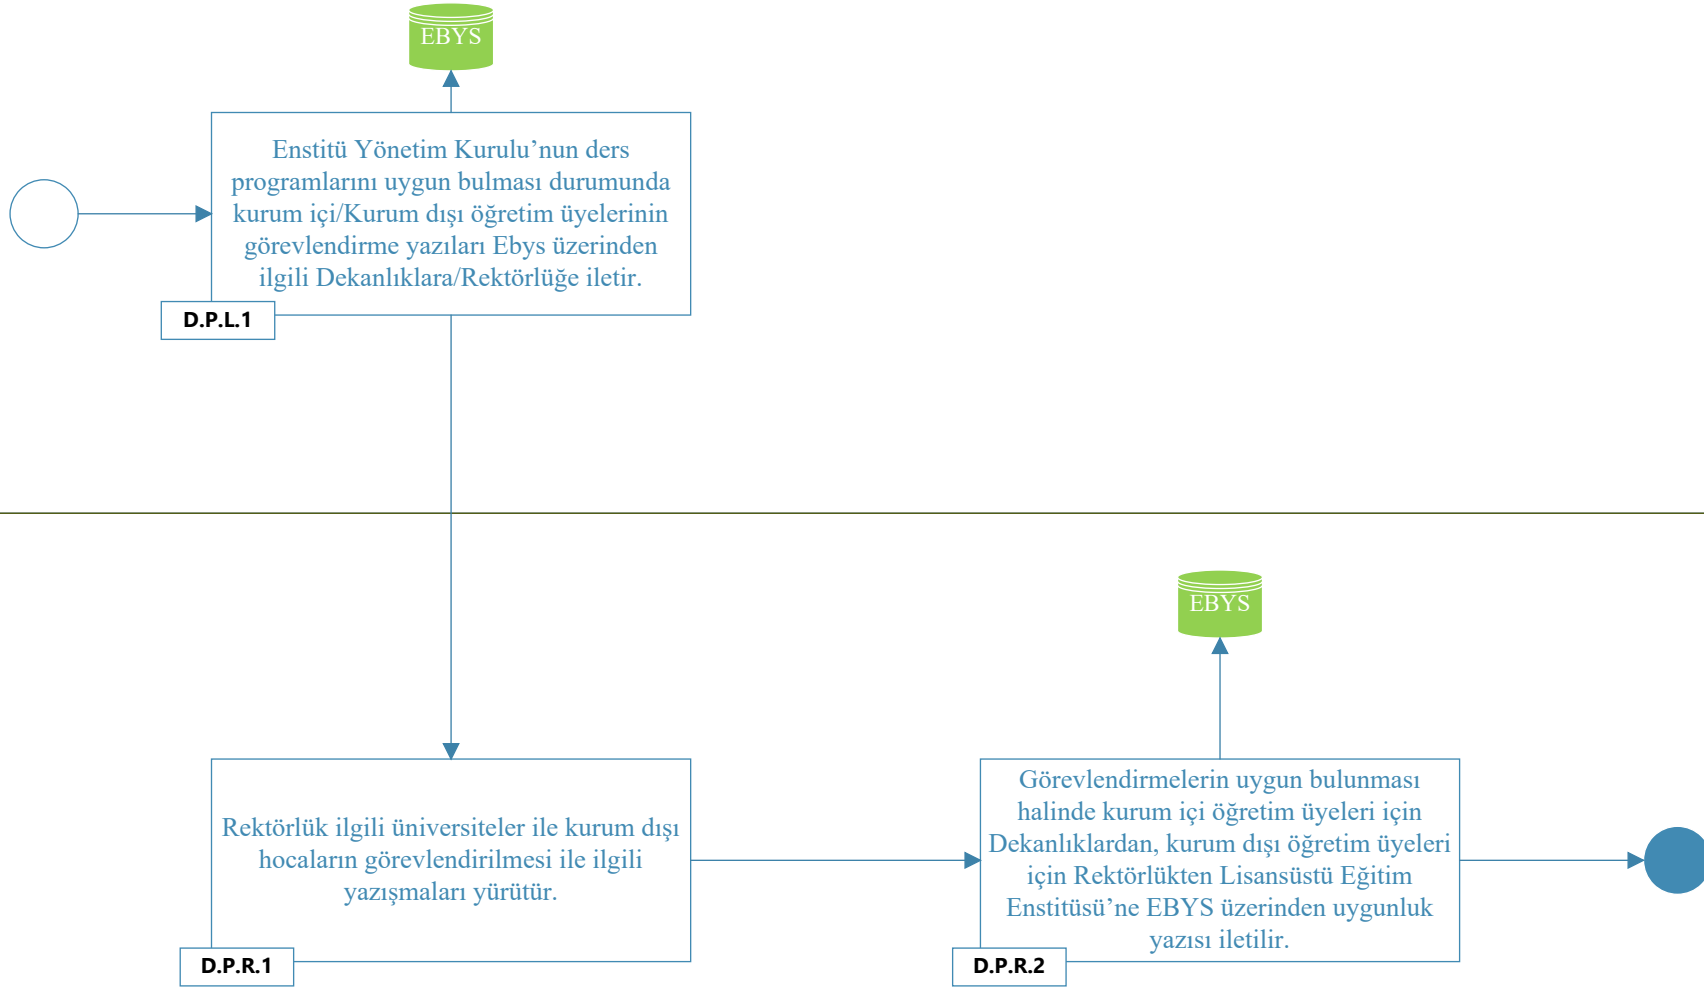 EBYS
Enstitü Yönetim Kurulu’nun ders
programlarını uygun bulması durumunda
kurum içi/Kurum dışı öğretim üyelerinin
görevlendirme yazıları Ebys üzerinden
ilgili Dekanlıklara/Rektörlüğe iletir.
D.P.L.1
EBYS
Rektörlük ilgili üniversiteler ile kurum dışı
hocaların görevlendirilmesi ile ilgili
yazışmaları yürütür.
D.P.R.1
Görevlendirmelerin uygun bulunması
halinde kurum içi öğretim üyeleri için
Dekanlıklardan, kurum dışı öğretim üyeleri
için Rektörlükten Lisansüstü Eğitim
Enstitüsü’ne EBYS üzerinden uygunluk
yazısı iletilir.
D.P.R.2